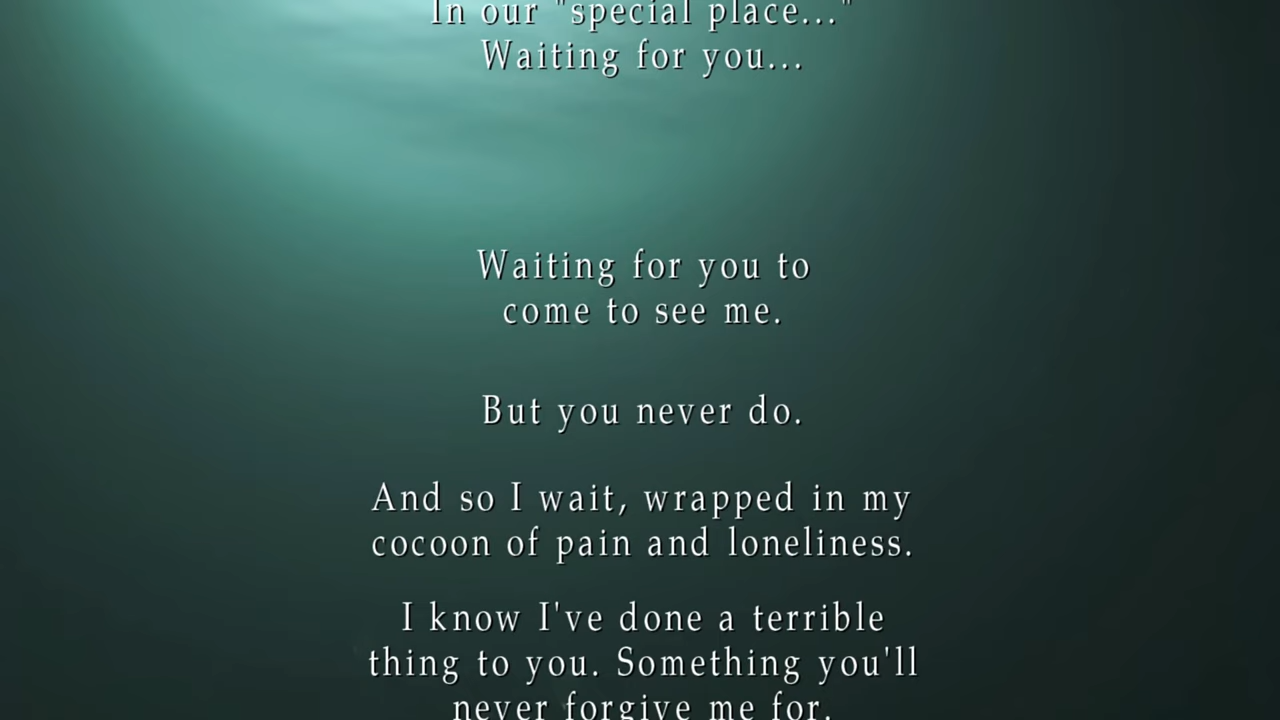 In our "special place..."
Waiting for you...
Waiting for you to
come to see me.
But you never do.
And so I wait, wrapped in my
cocoon of pain and loneliness.
I know I've done a terrible
thing to you. Something you'll
never forgive me for.